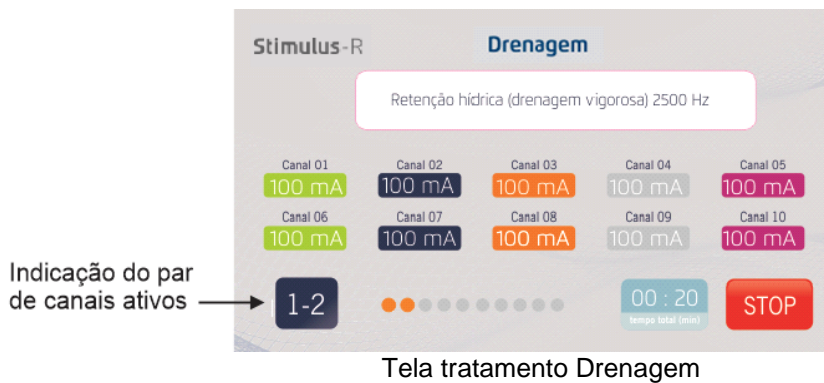 Stimulus-R
Drenagem
Retenção hídrica (drenagem vigorosa) 2500 Hz
Canal 01 Canal 02 Canal 03 Canal 04 Canal 05
100 mA 100 mA 100 mA 100 mA 100 mA
Canal 06 Canal 07 Canal 08 Canal 09 Canal 10
100 mA 100 mA 100 mA 100 mA 100 mA
Indicação do par
de canais ativos
1-2
00 : 20
tempo total (min)
STOP
Tela tratamento Drenagem